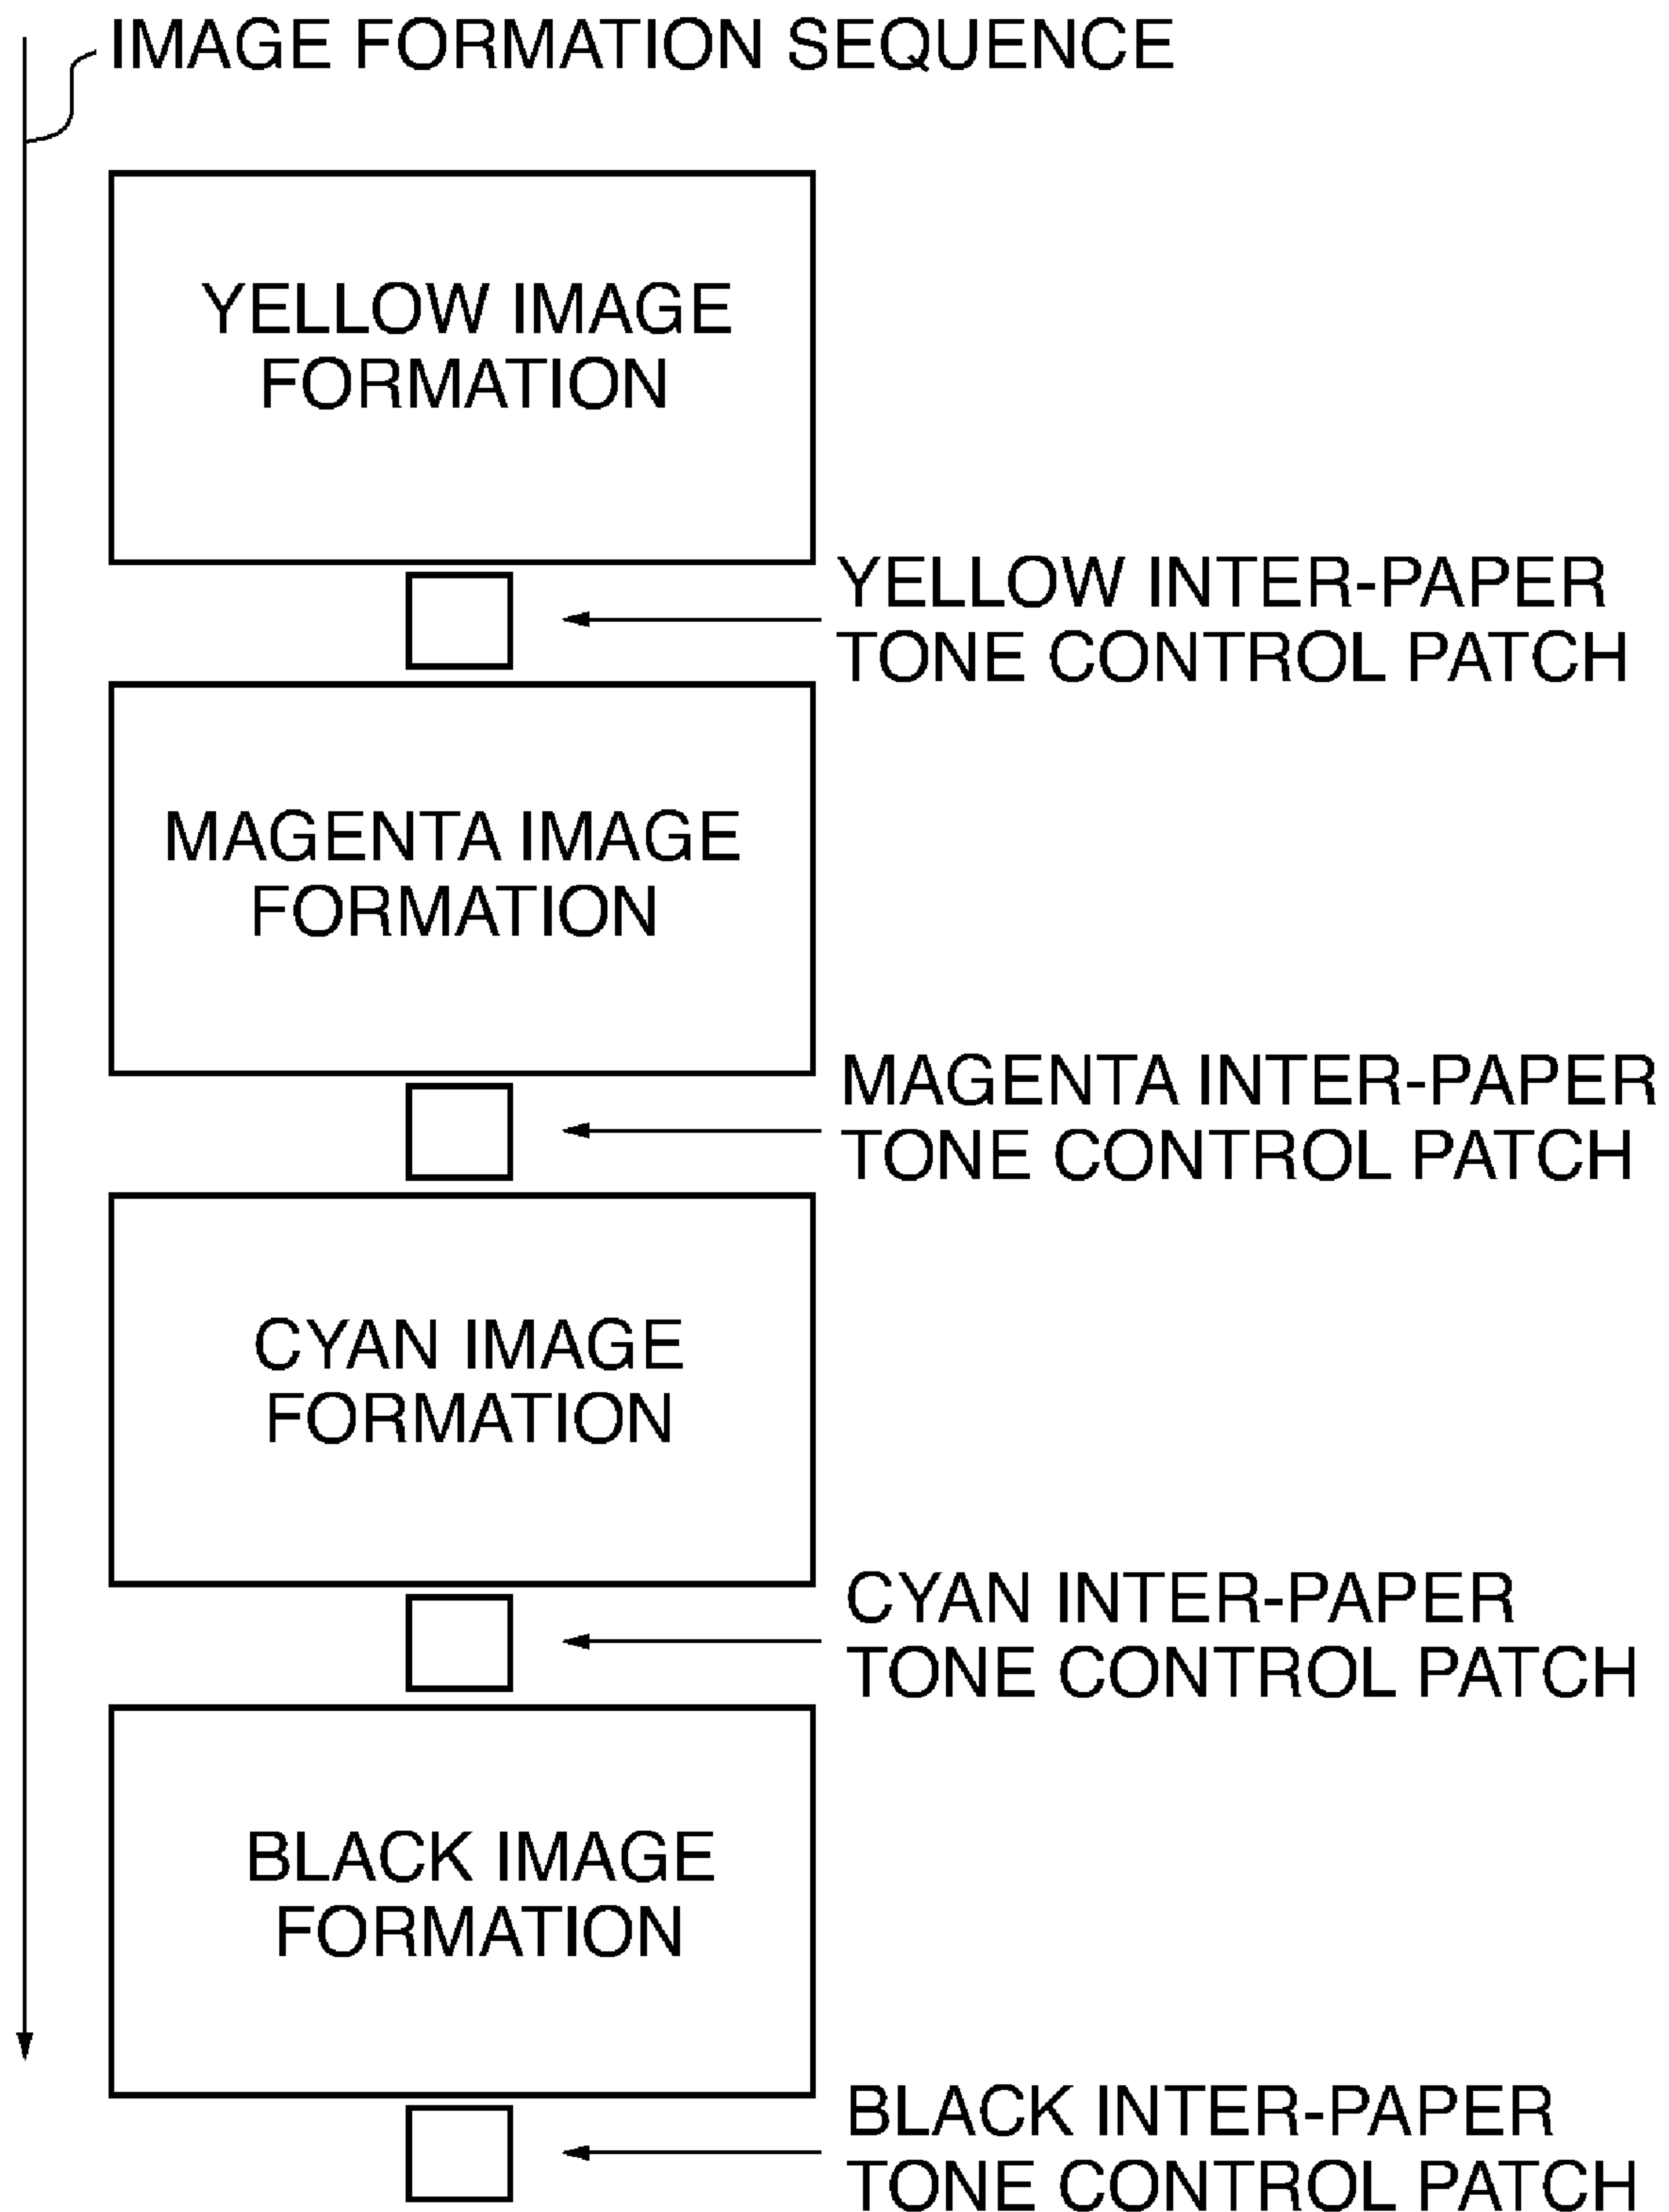 IMAGE FORMATION SEQUENCE
YELLOW IMAGE
FORMATION
YELLOW INTER-PAPER
TONE CONTROL PATCH
MAGENTA IMAGE
FORMATION
MAGENTA INTER-PAPER
TONE CONTROL PATCH
CYAN IMAGE
FORMATION
CYAN INTER-PAPER
TONE CONTROL PATCH
BLACK IMAGE
FORMATION
BLACK INTER-PAPER
TONE CONTROL PATCH